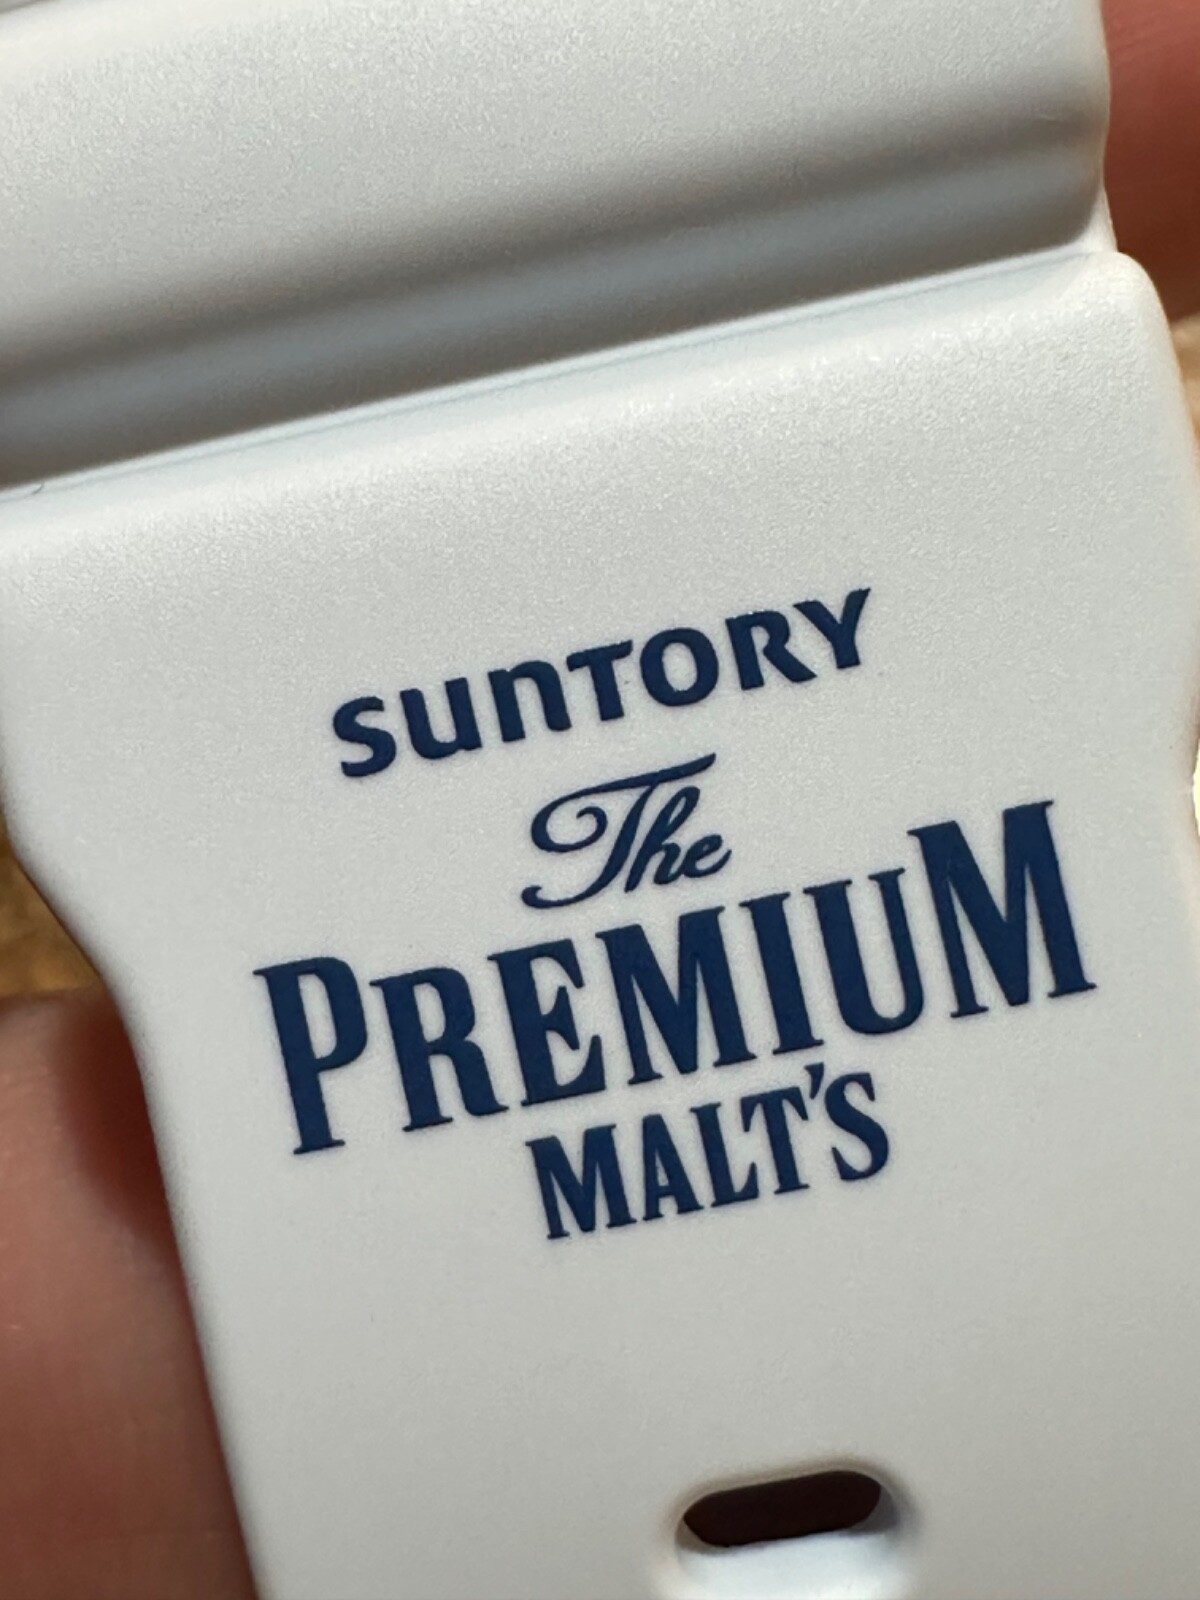 SUNTORY
The
PREMIUM
MALT'S